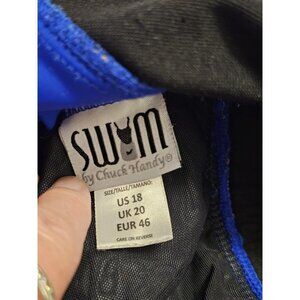 SWIM
by Chuck Handy®
SIZE/TALLE/TAMANO:
US 18
UK 20
EUR 46
CARE ON REVERSE